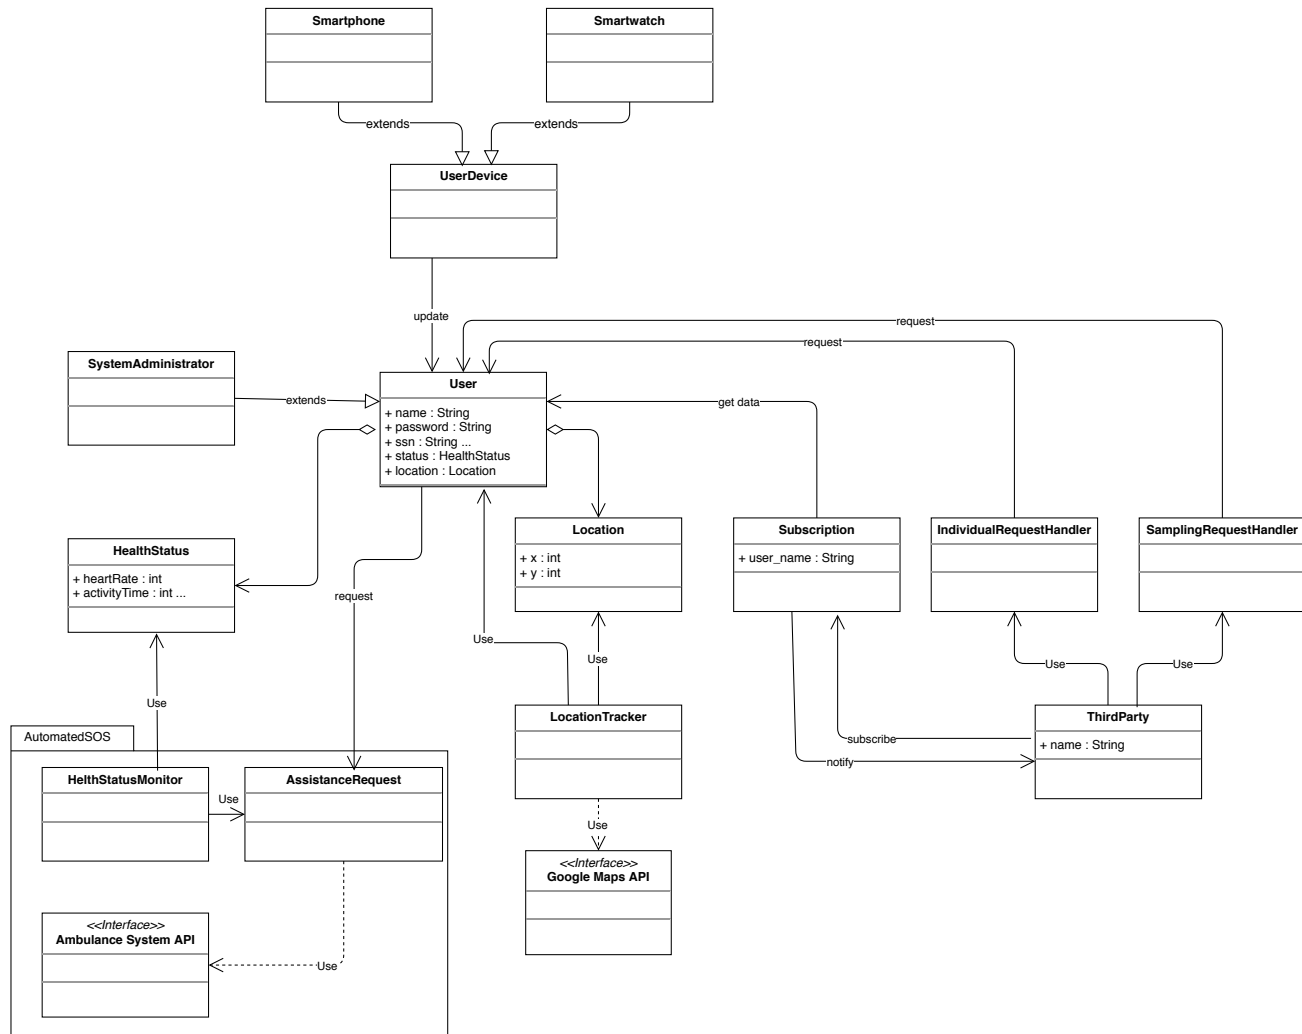 Smartphone
Smartwatch
extends
extends
UserDevice
update
request
request
SystemAdministrator
extends
User
+ name : String
+ password : String
+ ssn : String ...
+ status : HealthStatus
+ location : Location
get data
HealthStatus
+ heartRate : int
+ activityTime : int ...
request
Location
+ x : int
+ y : int
Subscription
+ user_name : String
IndividualRequestHandler
SamplingRequestHandler
Use
Use
Use
Use
Use
LocationTracker
ThirdParty
+ name : String
subscribe
notify
AutomatedSOS
HelthStatusMonitor
Use
AssistanceRequest
Use
<<Interface>>
Google Maps API
<<Interface>>
Ambulance System API
Use